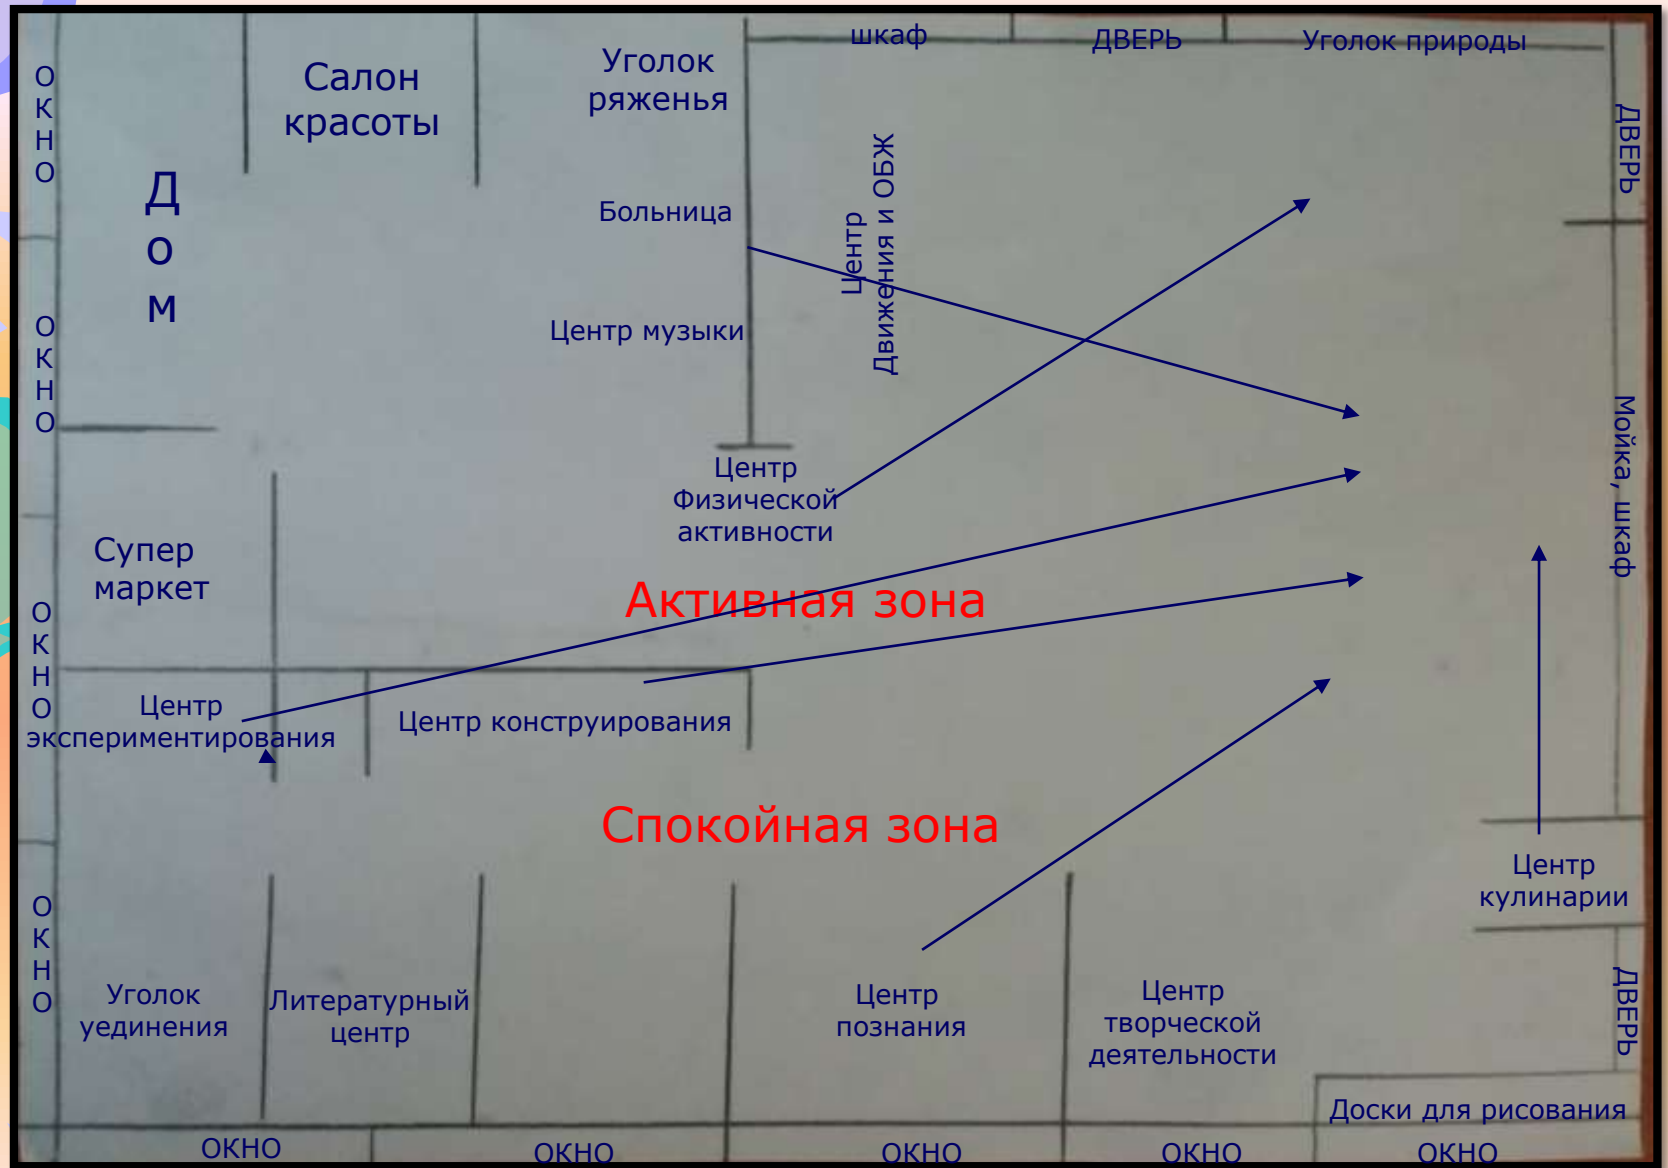 шкаф
ДВЕРЬ
Уголок природы
ОКНО
Салон
красоты
Уголок
ряженья
ДВЕРЬ
Дом
Больница
Центр
Движения и ОБЖ
ОКНО
Центр музыки
Мойка, шкаф
Центр
Физической
активности
Супер
маркет
Активная зона
ОКНО
Центр
экспериментирования
Центр конструирования
Спокойная зона
Центр
кулинарии
ОКНО
Уголок
уединения
Литературный
центр
Центр
познания
Центр
творческой
деятельности
ДВЕРЬ
Доски для рисования
ОКНО
ОКНО
ОКНО
ОКНО
ОКНО